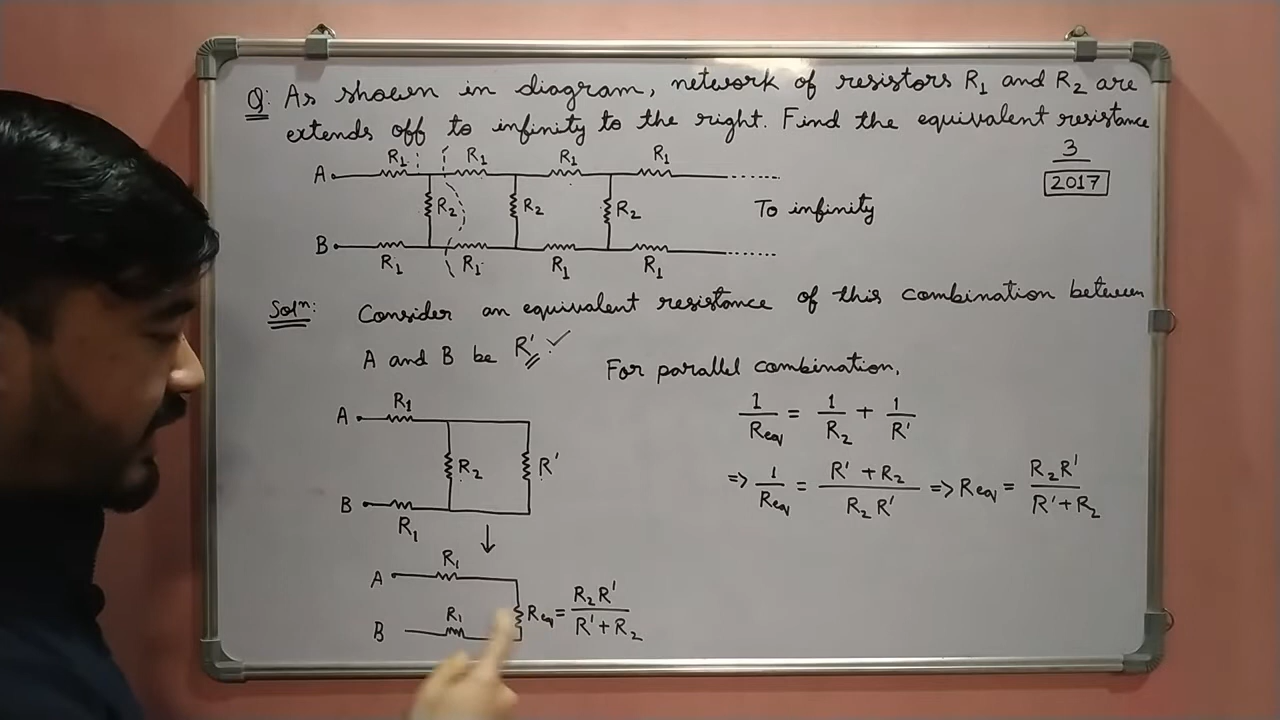 Q: As shown in diagram, network of resistors R₁ and R₂ are
extends off to infinity to the right. Find the equivalent resistance
3
2017
R₁ R₁ R₁ R₁
A
R₂ R₂ R₂ To infinity
B
R₁ R₁ R₁ R₁
Solⁿ: Consider an equivalent resistance of this combination between
A and B be R'. ✓
For parallel combination,
R₁
A
R₂ R'
B
R₁
1/Req = 1/R₂ + 1/R'
=> 1/Req = (R' + R₂)/(R₂ R') => Req = (R₂R')/(R' + R₂)
R₁
A
R₁ Req = (R₂R')/(R' + R₂)
B